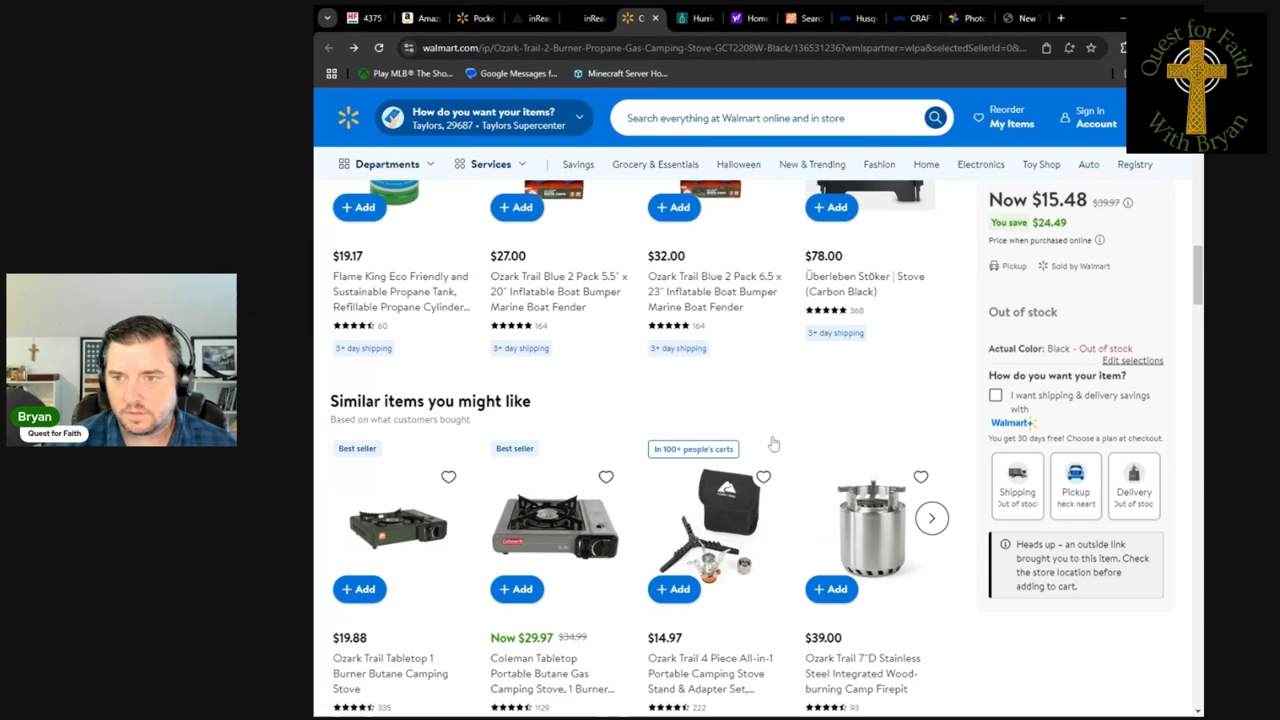 4375
Amaz
Pocke
inRea
inRea
C
Hurric
Home
Searc
Husq
CRAF
Photo
New
walmart.com/ip/Ozark-Trail-2-Burner-Propane-Gas-Camping-Stove-GCT2208W-Black/136531236?wmlspartner=wlpa&selectedSellerId=0&...
Play MLB® The Sho...
Google Messages f...
Minecraft Server Ho...
Quest for Faith
With Bryan
How do you want your items?
Taylors, 29687 • Taylors Supercenter
Search everything at Walmart online and in store
Reorder
My Items
Sign In
Account
Departments
Services
Savings
Grocery & Essentials
Halloween
New & Trending
Fashion
Home
Electronics
Toy Shop
Auto
Registry
+ Add
+ Add
+ Add
+ Add
$19.17
Flame King Eco Friendly and
Sustainable Propane Tank,
Refillable Propane Cylinder...
60
3+ day shipping
$27.00
Ozark Trail Blue 2 Pack 5.5" x
20" Inflatable Boat Bumper
Marine Boat Fender
164
3+ day shipping
$32.00
Ozark Trail Blue 2 Pack 6.5 x
23" Inflatable Boat Bumper
Marine Boat Fender
164
3+ day shipping
$78.00
Überleben Stöker | Stove
(Carbon Black)
368
3+ day shipping
Now $15.48 $39.97
You save $24.49
Price when purchased online
Pickup
Sold by Walmart
Out of stock
Actual Color: Black - Out of stock
Edit selections
How do you want your item?
I want shipping & delivery savings
with
Walmart+
You get 30 days free! Choose a plan at checkout.
Shipping
Out of stoc
Pickup
heck near
Delivery
Out of stoc
Heads up – an outside link
brought you to this item. Check
the store location before
adding to cart.
Similar items you might like
Based on what customers bought
Best seller
Best seller
In 100+ people's carts
Coleman
+ Add
+ Add
+ Add
+ Add
$19.88
Ozark Trail Tabletop 1
Burner Butane Camping
Stove
335
Now $29.97 $34.99
Coleman Tabletop
Portable Butane Gas
Camping Stove, 1 Burner...
1129
$14.97
Ozark Trail 4 Piece All-in-1
Portable Camping Stove
Stand & Adapter Set,...
222
$39.00
Ozark Trail 7"D Stainless
Steel Integrated Wood-
burning Camp Firepit
93
Bryan
Quest for Faith